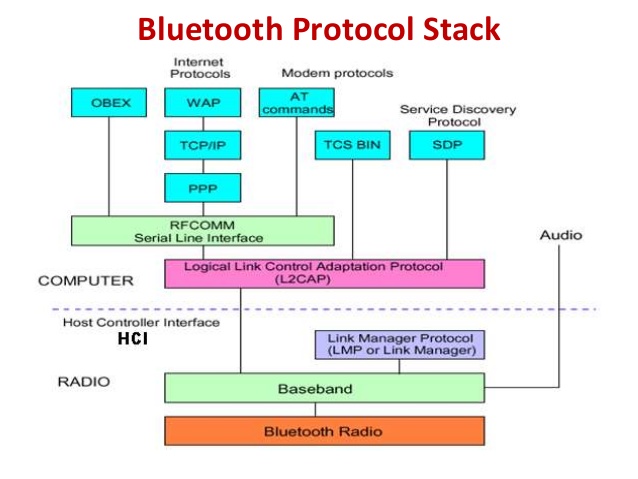 Bluetooth Protocol Stack
Internet
Protocols
Modem protocols
OBEX
WAP
AT
commands
Service Discovery
Protocol
TCP/IP
TCS BIN
SDP
PPP
RFCOMM
Serial Line Interface
Audio
Logical Link Control Adaptation Protocol
(L2CAP)
COMPUTER
Host Controller Interface
HCI
Link Manager Protocol
(LMP or Link Manager)
RADIO
Baseband
Bluetooth Radio